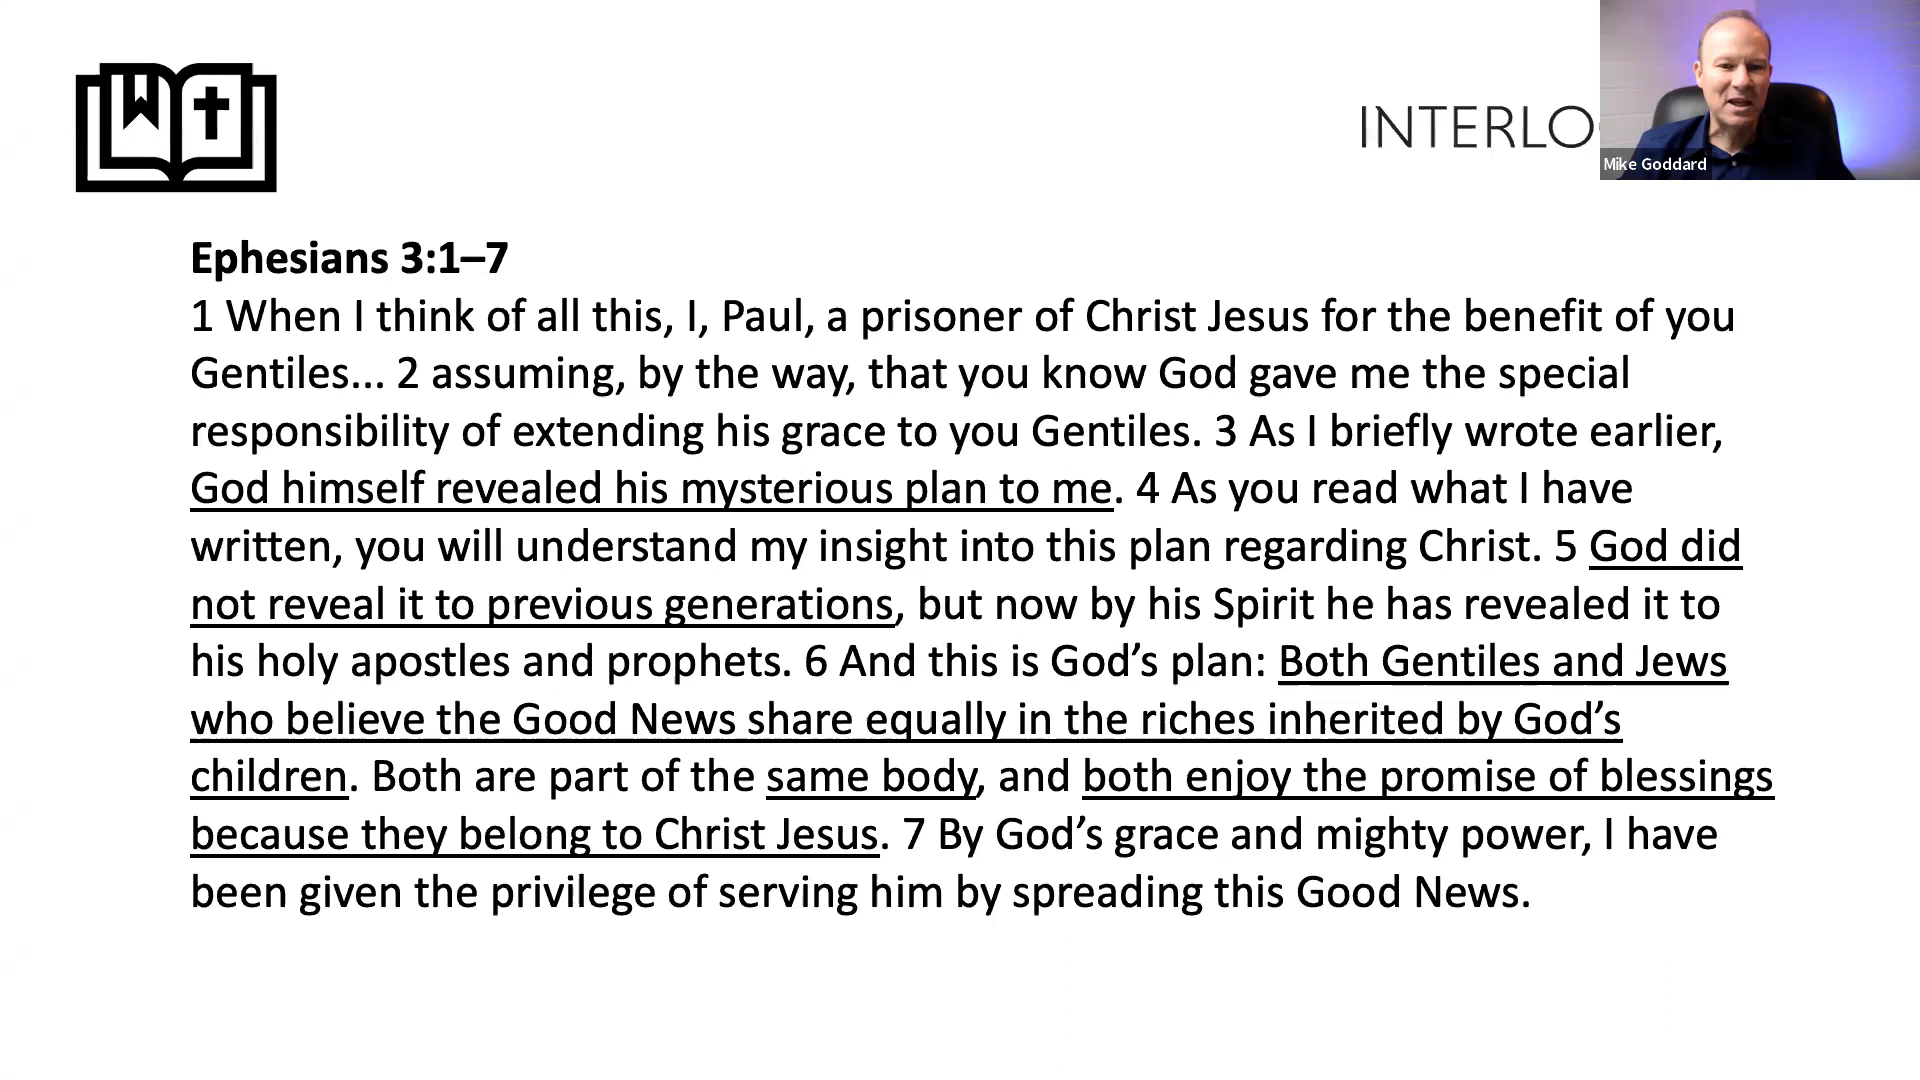 INTERLO
Mike Goddard
Ephesians 3:1–7
1 When I think of all this, I, Paul, a prisoner of Christ Jesus for the benefit of you
Gentiles... 2 assuming, by the way, that you know God gave me the special
responsibility of extending his grace to you Gentiles. 3 As I briefly wrote earlier,
God himself revealed his mysterious plan to me. 4 As you read what I have
written, you will understand my insight into this plan regarding Christ. 5 God did
not reveal it to previous generations, but now by his Spirit he has revealed it to
his holy apostles and prophets. 6 And this is God’s plan: Both Gentiles and Jews
who believe the Good News share equally in the riches inherited by God’s
children. Both are part of the same body, and both enjoy the promise of blessings
because they belong to Christ Jesus. 7 By God’s grace and mighty power, I have
been given the privilege of serving him by spreading this Good News.